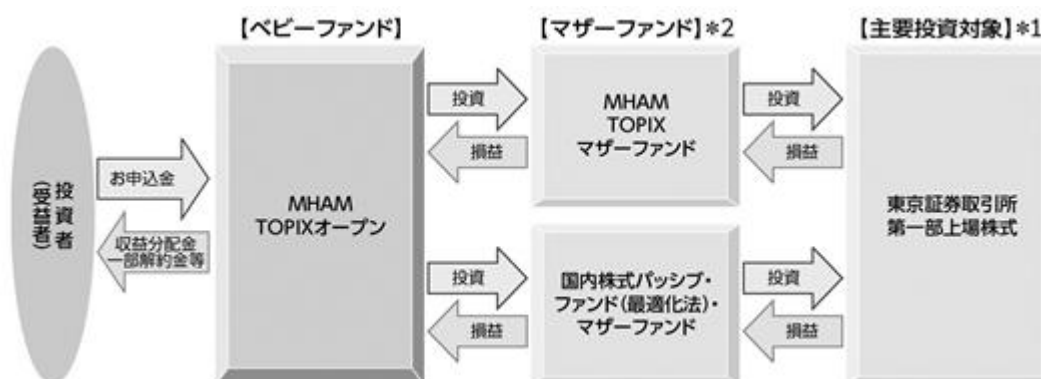 【ベビーファンド】
【マザーファンド】*2
【主要投資対象】*1
投資者
(受益者)
お申込金
収益分配金
一部解約金等
MHAM
TOPIXオープン
投資
損益
投資
損益
MHAM
TOPIX
マザーファンド
国内株式パッシブ・
ファンド(最適化法)・
マザーファンド
投資
損益
投資
損益
東京証券取引所
第一部上場株式